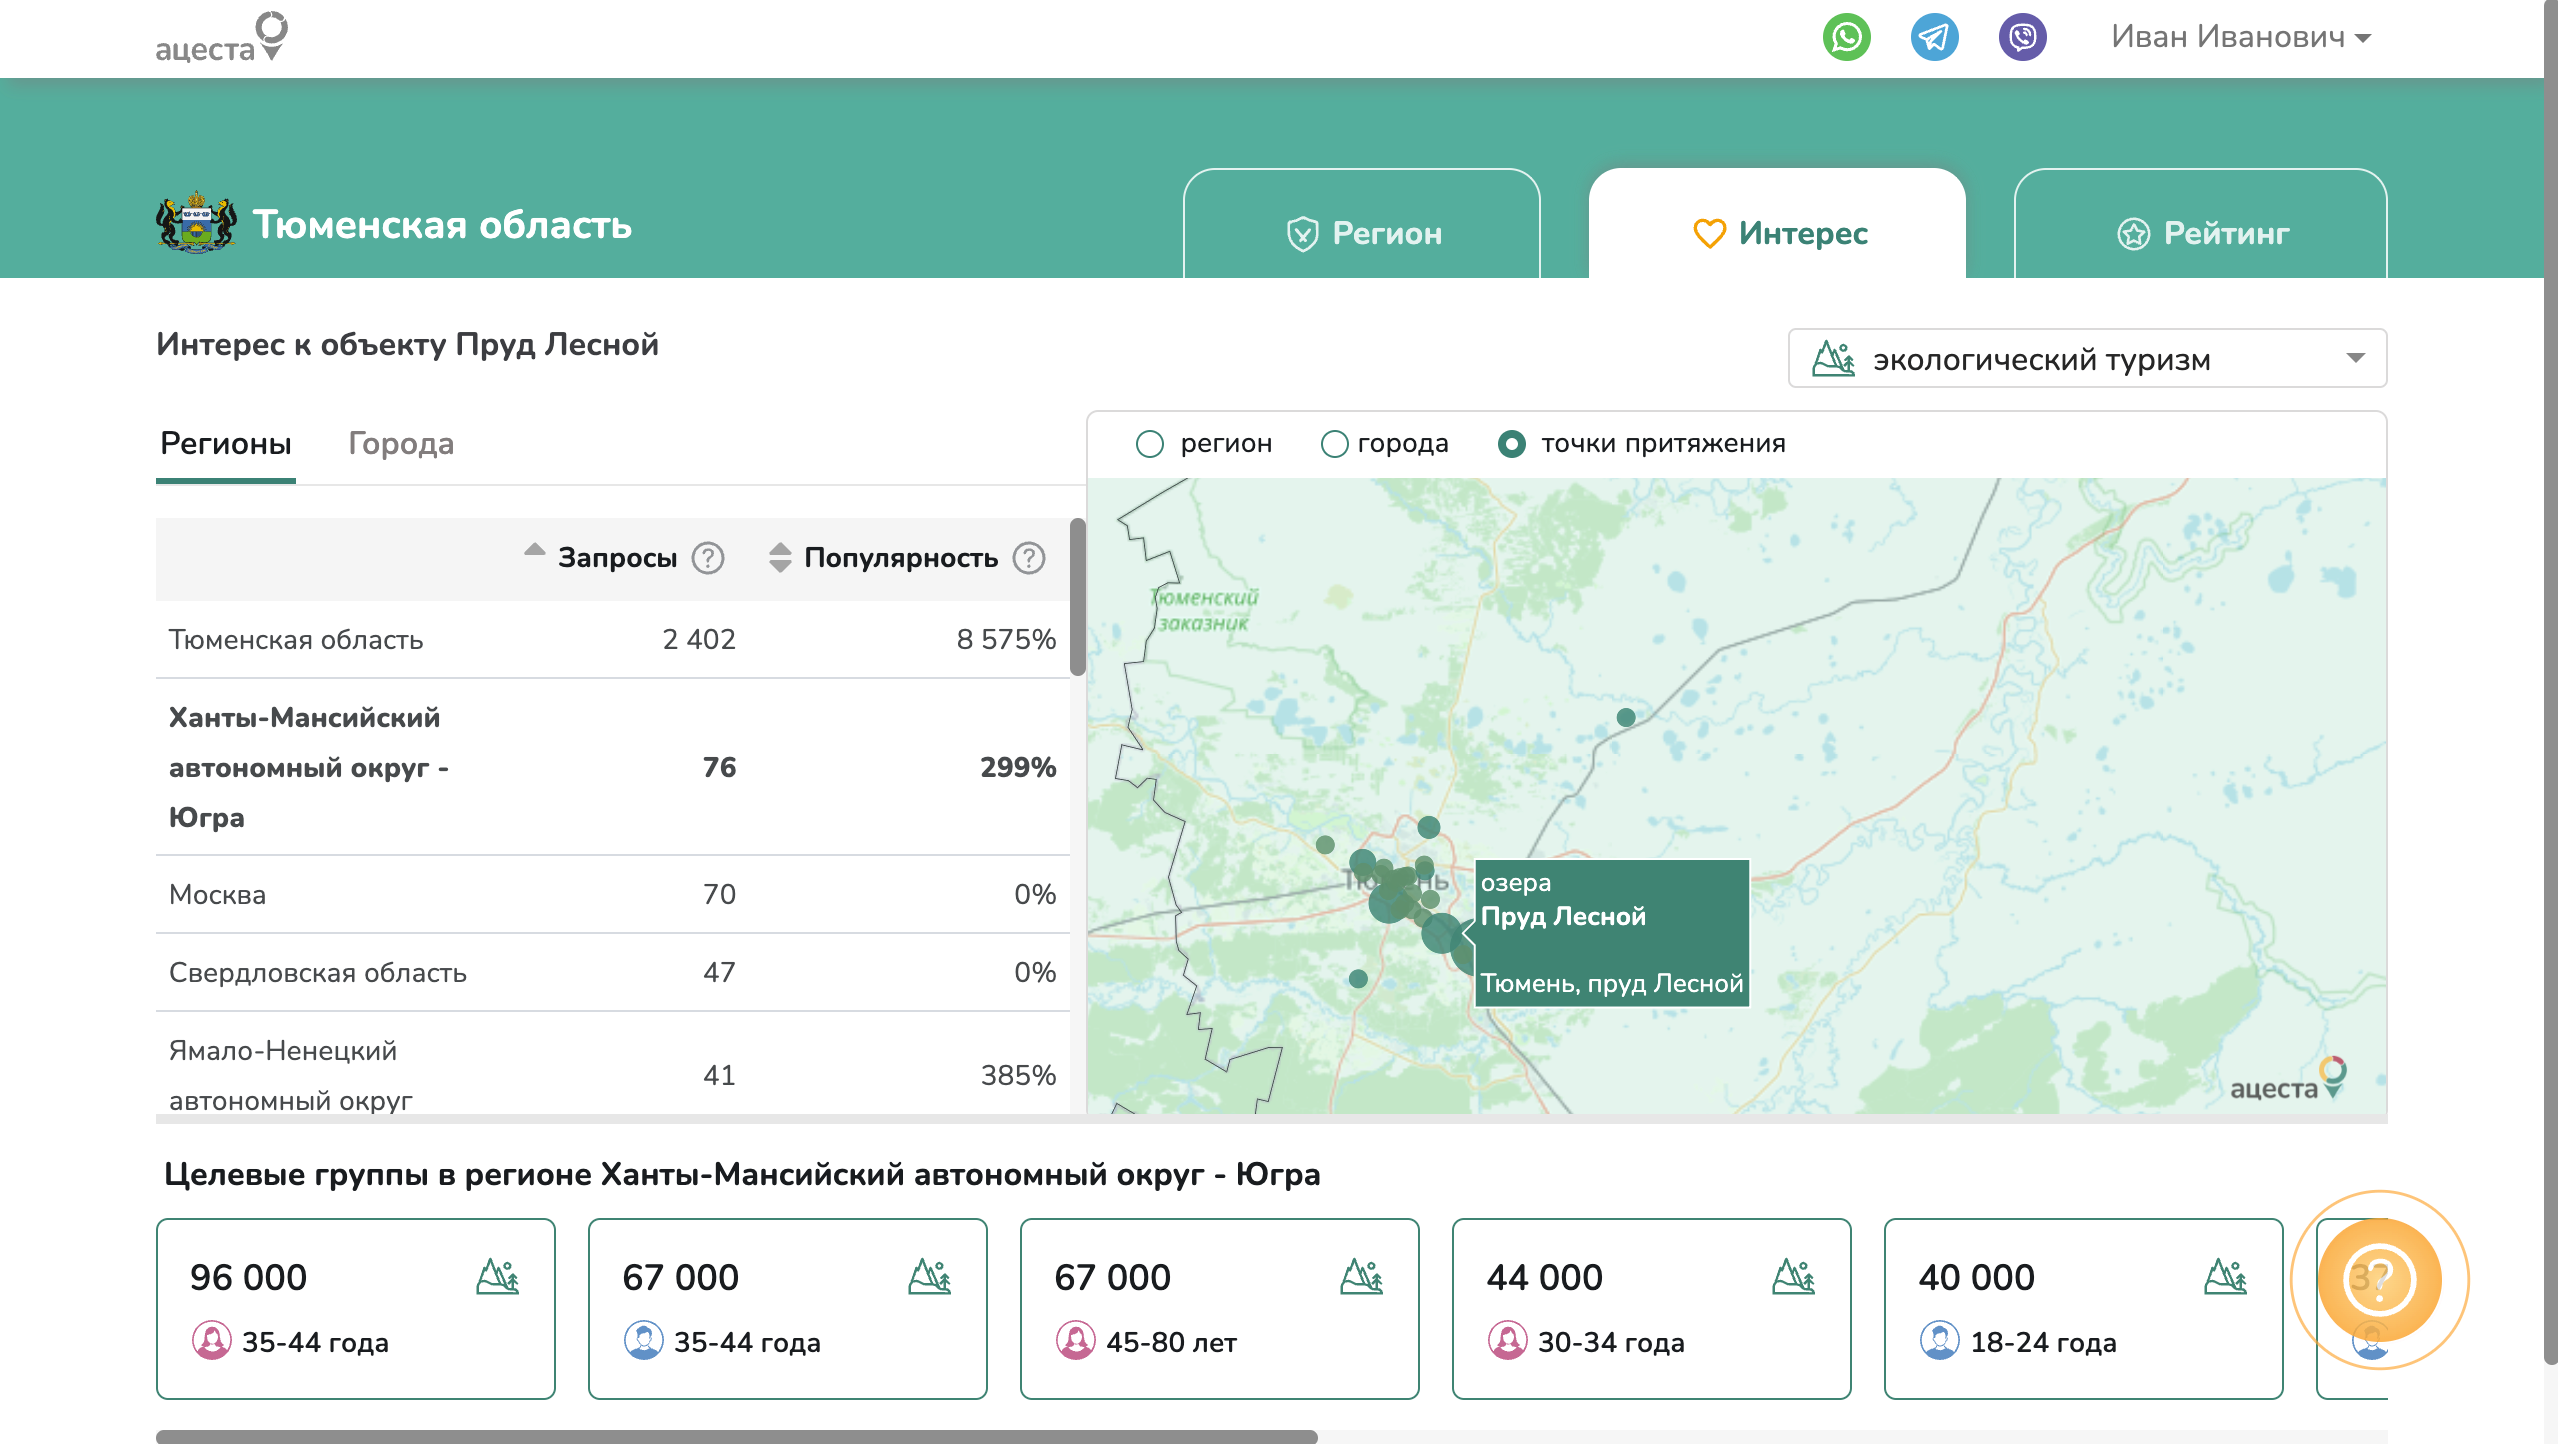 ацеста
Иван Иванович
Тюменская область
Регион
Интерес
Рейтинг
Интерес к объекту Пруд Лесной
экологический туризм
Регионы
Города
регион
города
точки притяжения
Запросы ?
Популярность ?
Тюменская область 2 402 8 575%
Ханты-Мансийский
автономный округ -
Югра
76 299%
Москва 70 0%
Свердловская область 47 0%
Ямало-Ненецкий
автономный округ
41 385%
Тюменский
заказник
озера
Пруд Лесной
Тюмень, пруд Лесной
ацеста
Целевые группы в регионе Ханты-Мансийский автономный округ - Югра
96 000
35-44 года
67 000
35-44 года
67 000
45-80 лет
44 000
30-34 года
40 000
18-24 года
?